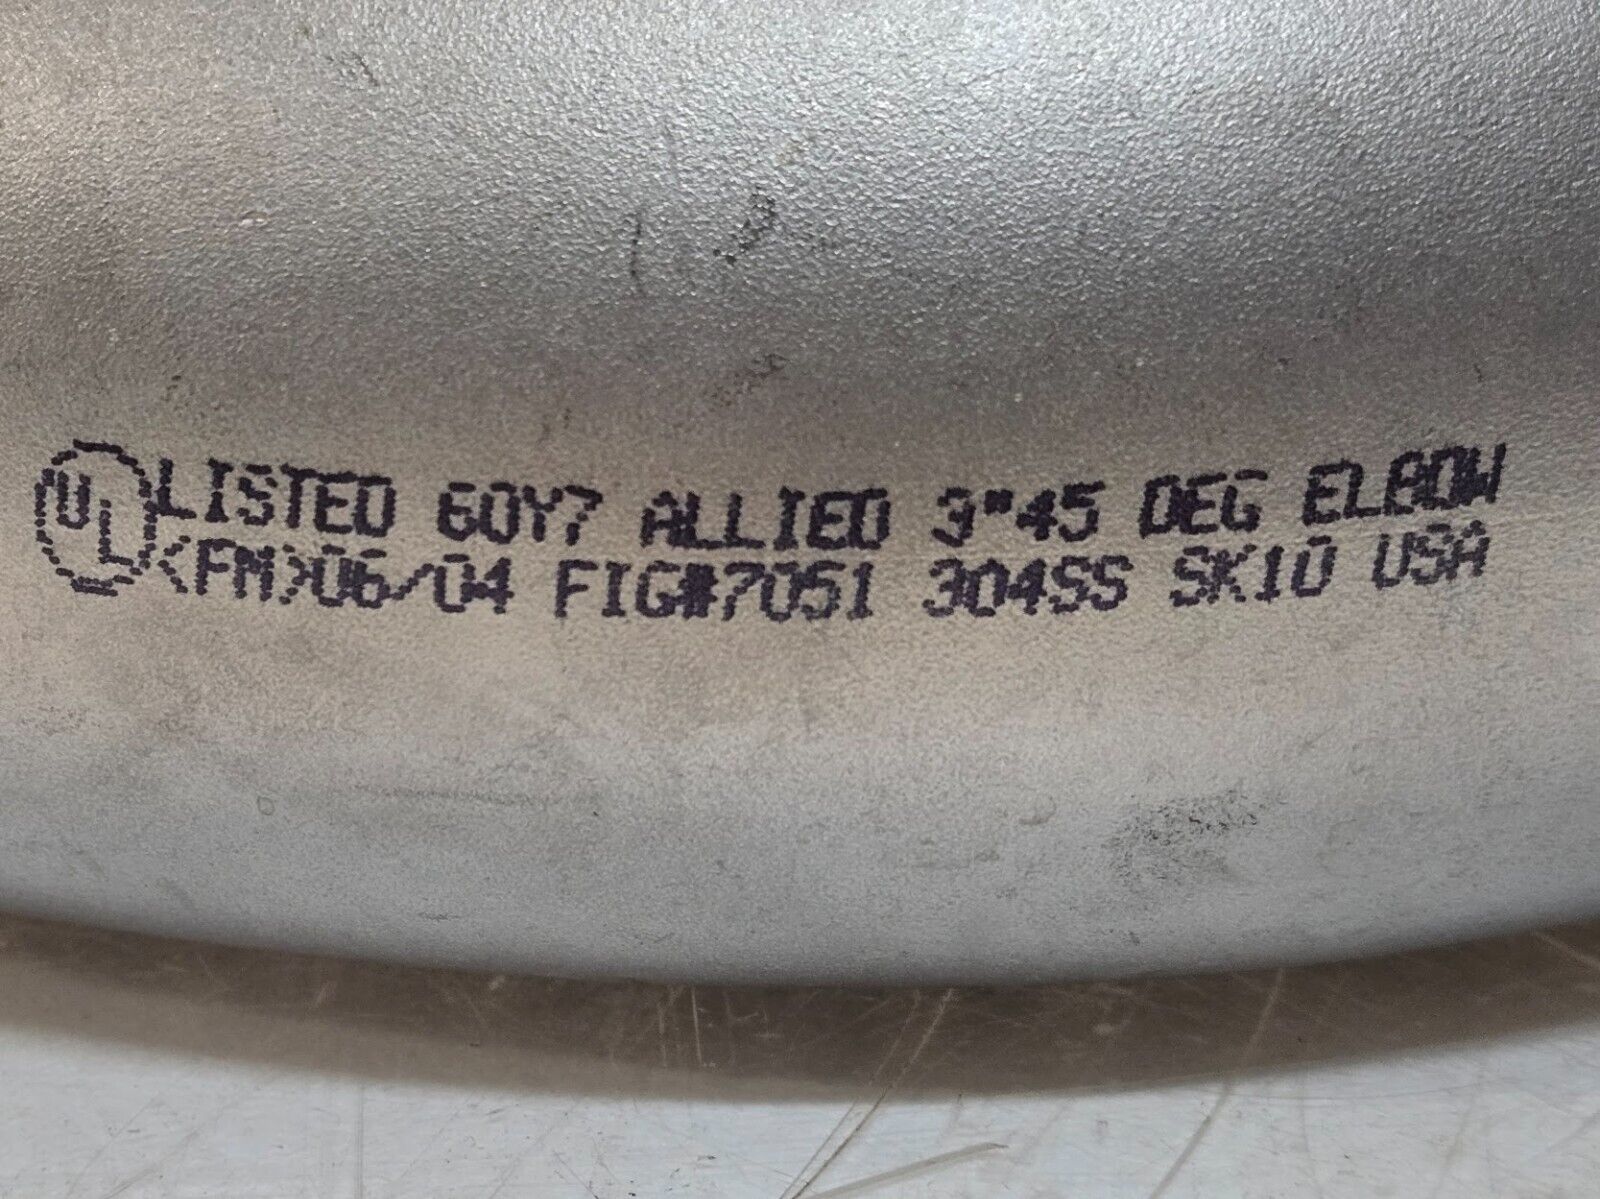 UL LISTED 60Y7 ALLIED 3"45 DEG ELBOW
<FM>06/04 FIG#7051 304SS SK10 USA